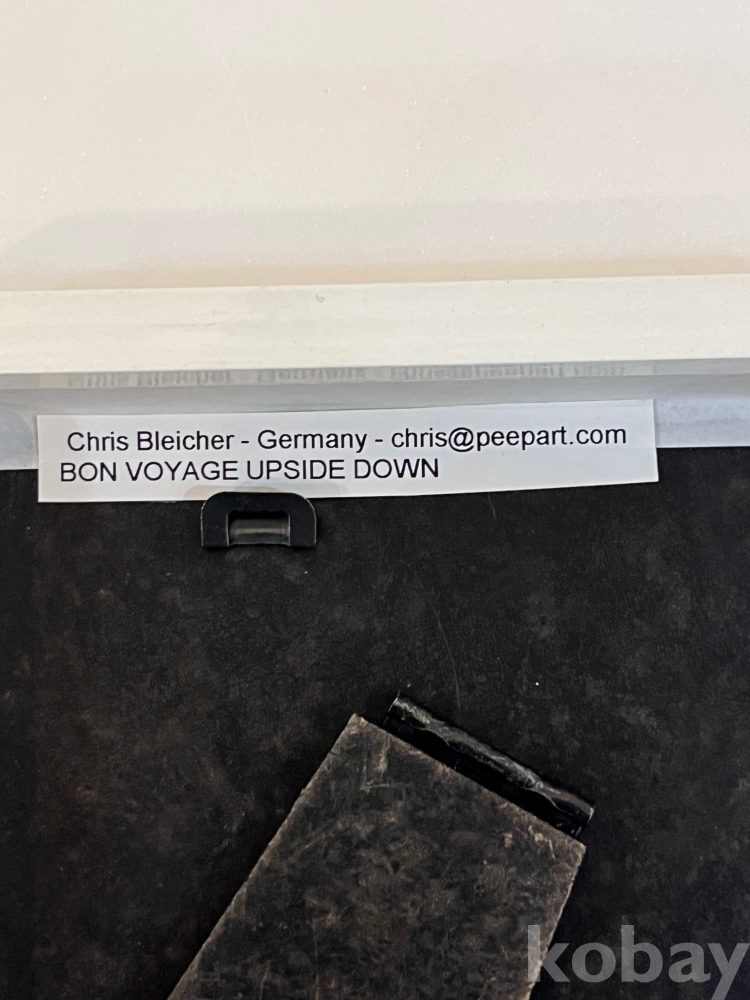 Chris Bleicher - Germany - chris@peepart.com
BON VOYAGE UPSIDE DOWN
kobay